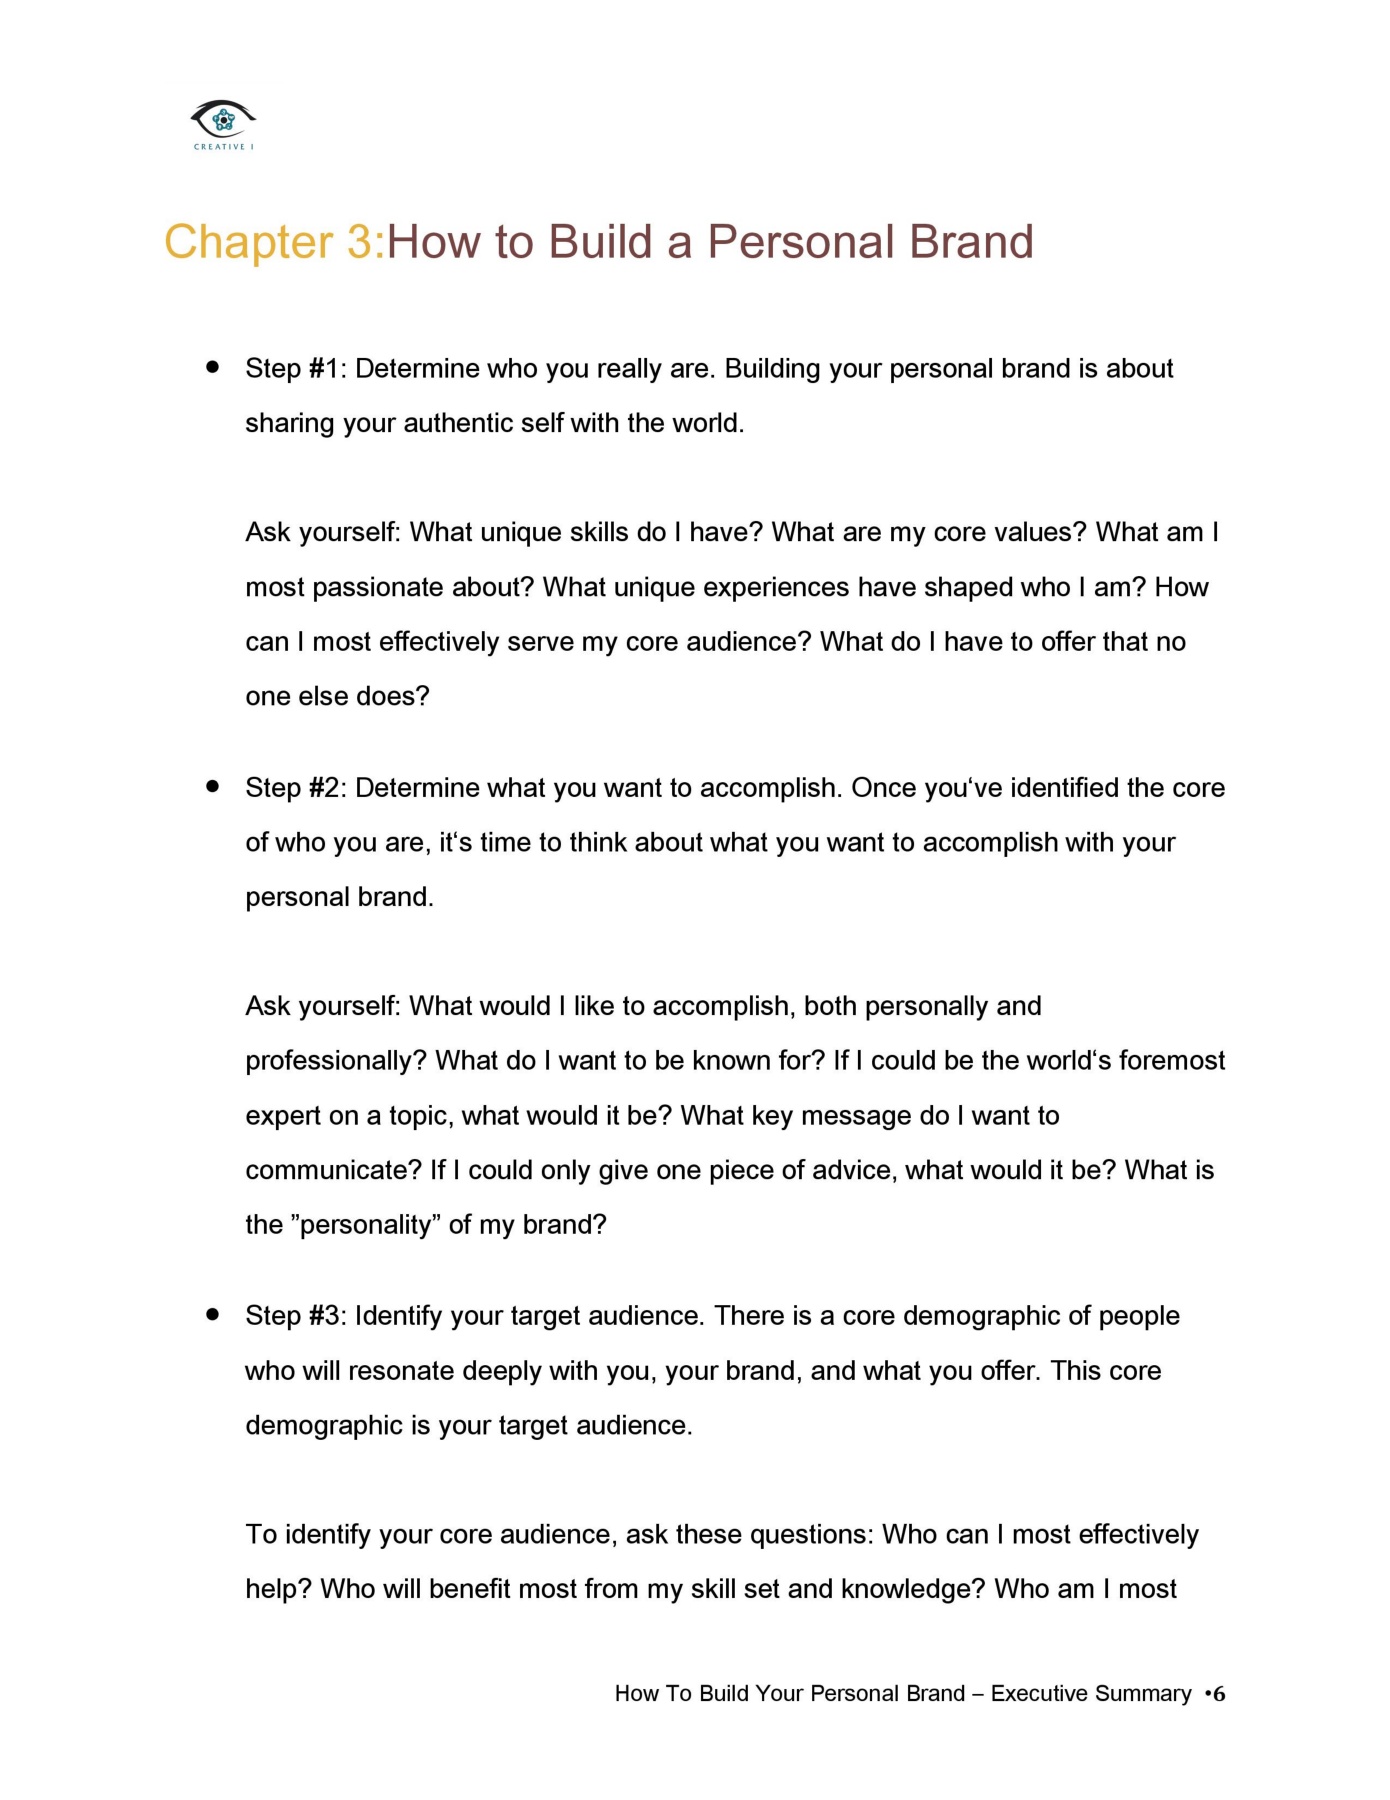 CREATIVE I
Chapter 3:How to Build a Personal Brand
● Step #1: Determine who you really are. Building your personal brand is about
sharing your authentic self with the world.
Ask yourself: What unique skills do I have? What are my core values? What am I
most passionate about? What unique experiences have shaped who I am? How
can I most effectively serve my core audience? What do I have to offer that no
one else does?
● Step #2: Determine what you want to accomplish. Once you‘ve identified the core
of who you are, it‘s time to think about what you want to accomplish with your
personal brand.
Ask yourself: What would I like to accomplish, both personally and
professionally? What do I want to be known for? If I could be the world‘s foremost
expert on a topic, what would it be? What key message do I want to
communicate? If I could only give one piece of advice, what would it be? What is
the ”personality” of my brand?
● Step #3: Identify your target audience. There is a core demographic of people
who will resonate deeply with you, your brand, and what you offer. This core
demographic is your target audience.
To identify your core audience, ask these questions: Who can I most effectively
help? Who will benefit most from my skill set and knowledge? Who am I most
How To Build Your Personal Brand – Executive Summary •6